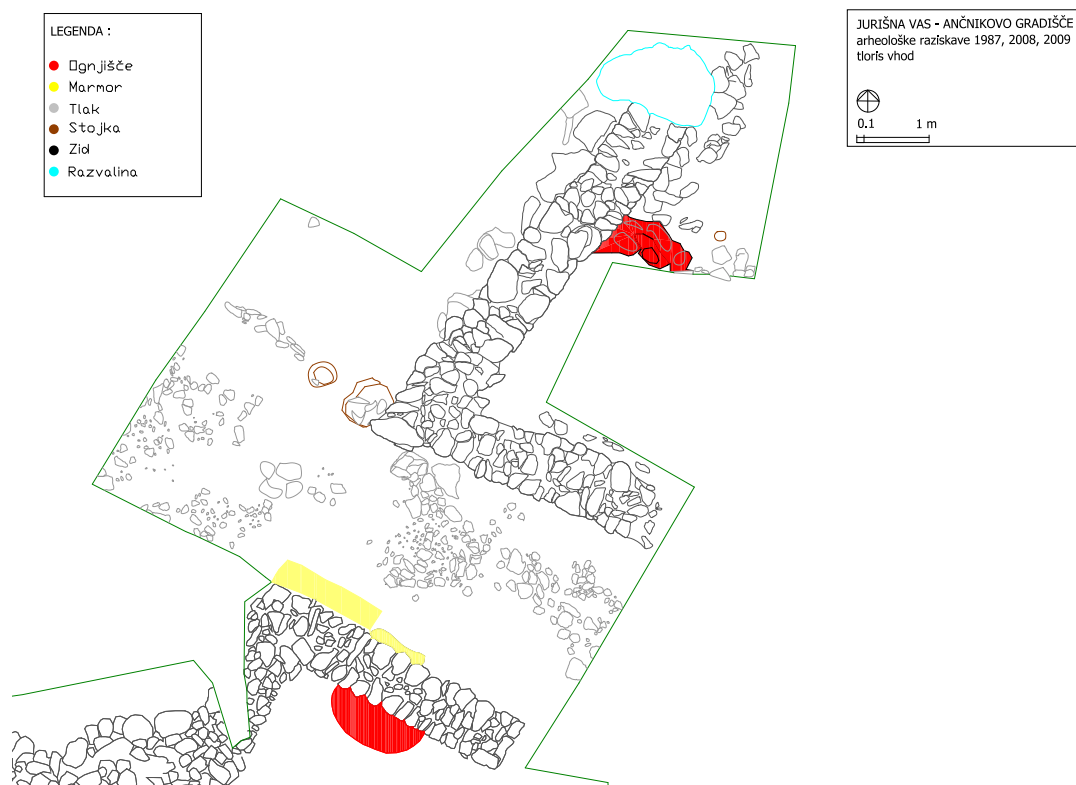 LEGENDA :
Ognjišče
Marmor
Tlak
Stojka
Zid
Razvalina
JURIŠNA VAS - ANČNIKOVO GRADIŠČE
arheološke raziskave 1987, 2008, 2009
tloris vhod
0.1 1 m